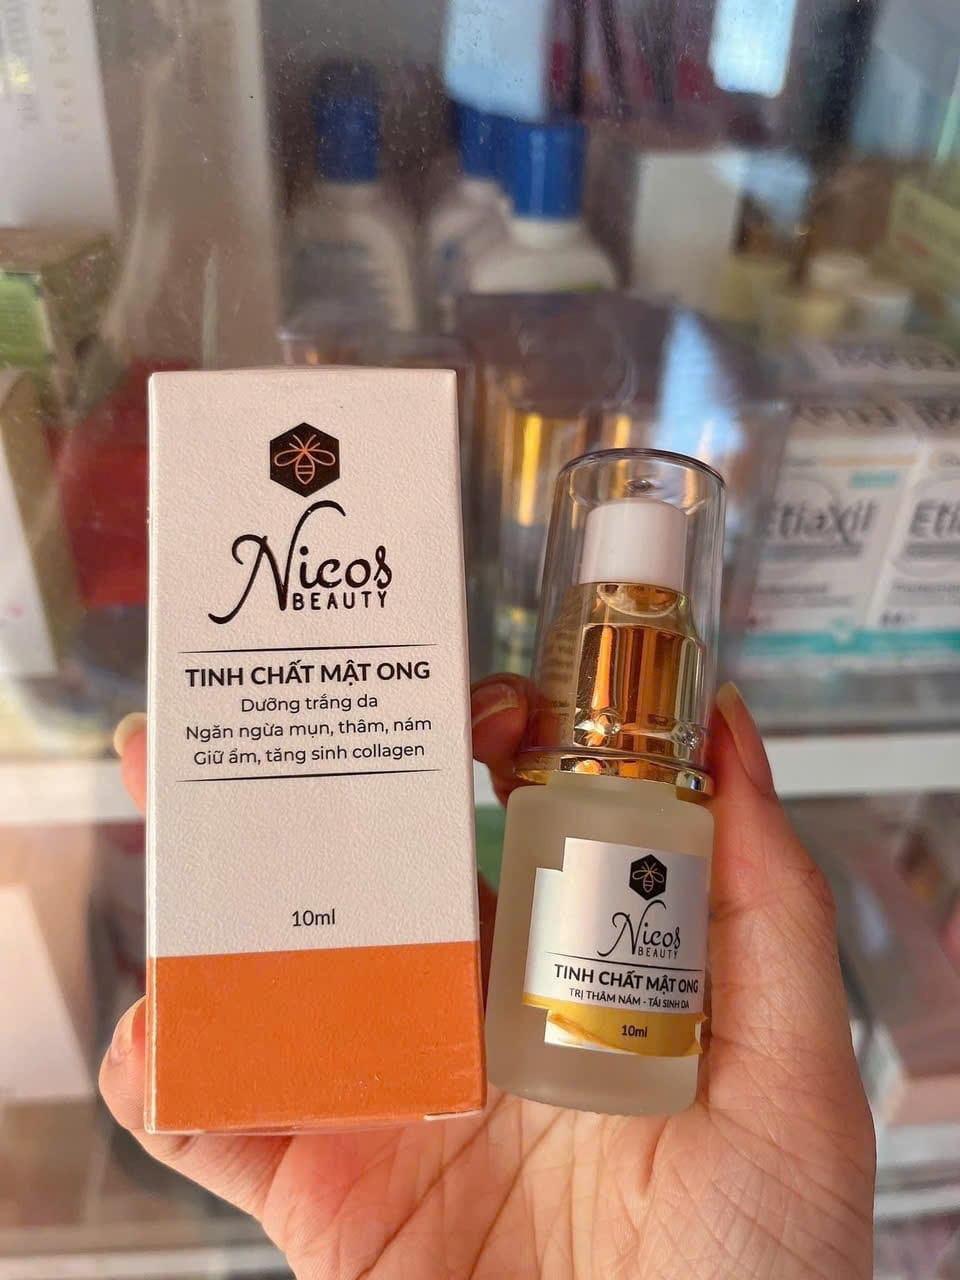 Nicos
BEAUTY
TINH CHẤT MẬT ONG
Dưỡng trắng da
Ngăn ngừa mụn, thâm, nám
Giữ ẩm, tăng sinh collagen
10ml
Nicos
BEAUTY
TINH CHẤT MẬT ONG
TRỊ THÂM NÁM - TÁI SINH DA
10ml
Etiaxil